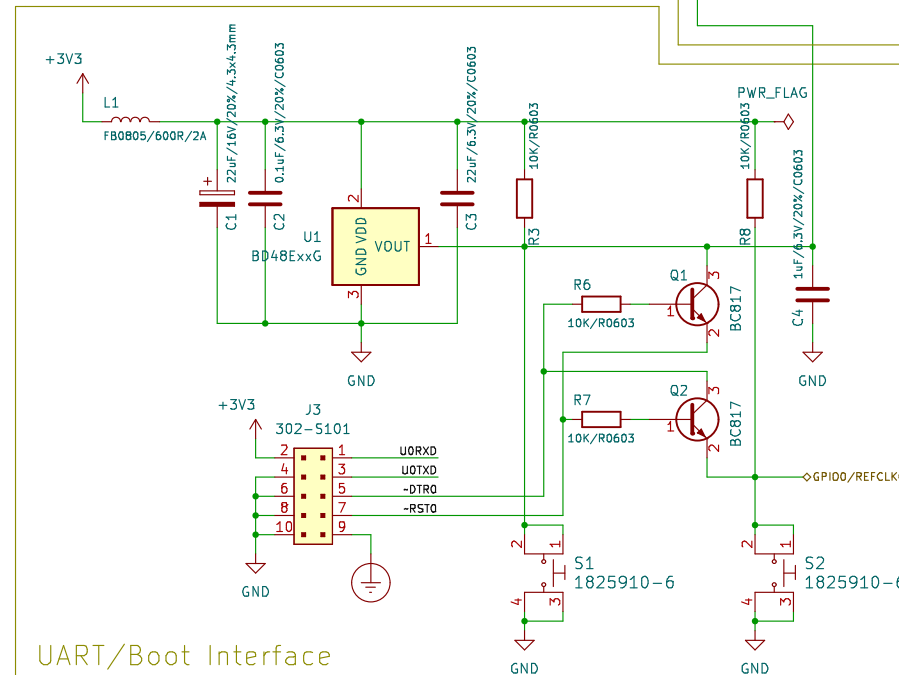 +3V3
L1
FB0805/600R/2A
22uF/16V/20%/4.3x4.3mm
+
C1
0.1uF/6.3V/20%/C0603
C2
22uF/6.3V/20%/C0603
C3
10K/R0603
R3
PWR_FLAG
10K/R0603
R8
1uF/6.3V/20%/C0603
C4
GND
U1
BD48ExxG
2
VDD
GND
VOUT
1
3
GND
R6
10K/R0603
Q1
1
3
2
BC817
R7
10K/R0603
Q2
1
3
2
BC817
+3V3
J3
302-S101
2
1
U0RXD
4
3
U0TXD
6
5
~DTR0
8
7
~RST0
10
9
GND
GPIO0/REFCLK
2
1
S1
1825910-6
4
3
GND
2
1
S2
1825910-6
4
3
GND
UART/Boot Interface